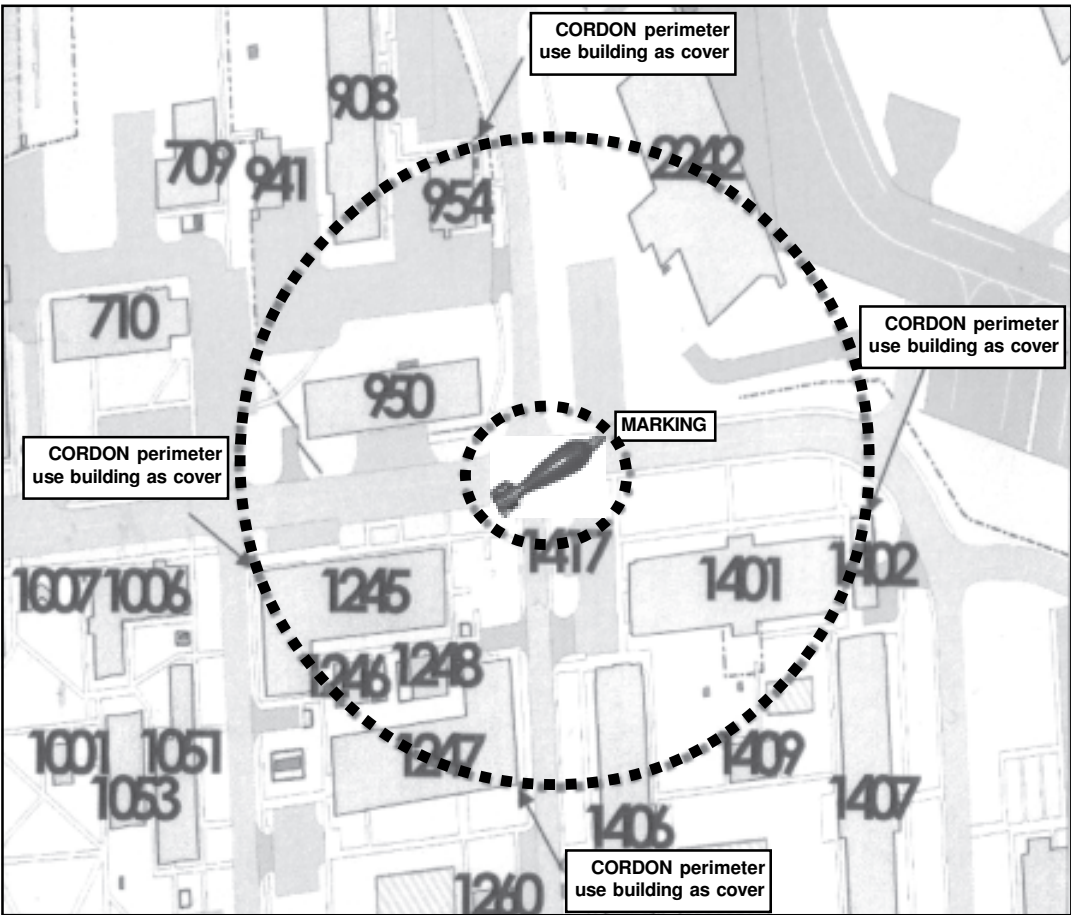 CORDON perimeter
use building as cover
908
2242
709
941
954
710
CORDON perimeter
use building as cover
950
MARKING
CORDON perimeter
use building as cover
1417
1007
1006
1245
1401
1402
1246
1248
1001
1051
1247
1409
1053
1407
1406
CORDON perimeter
use building as cover
1260